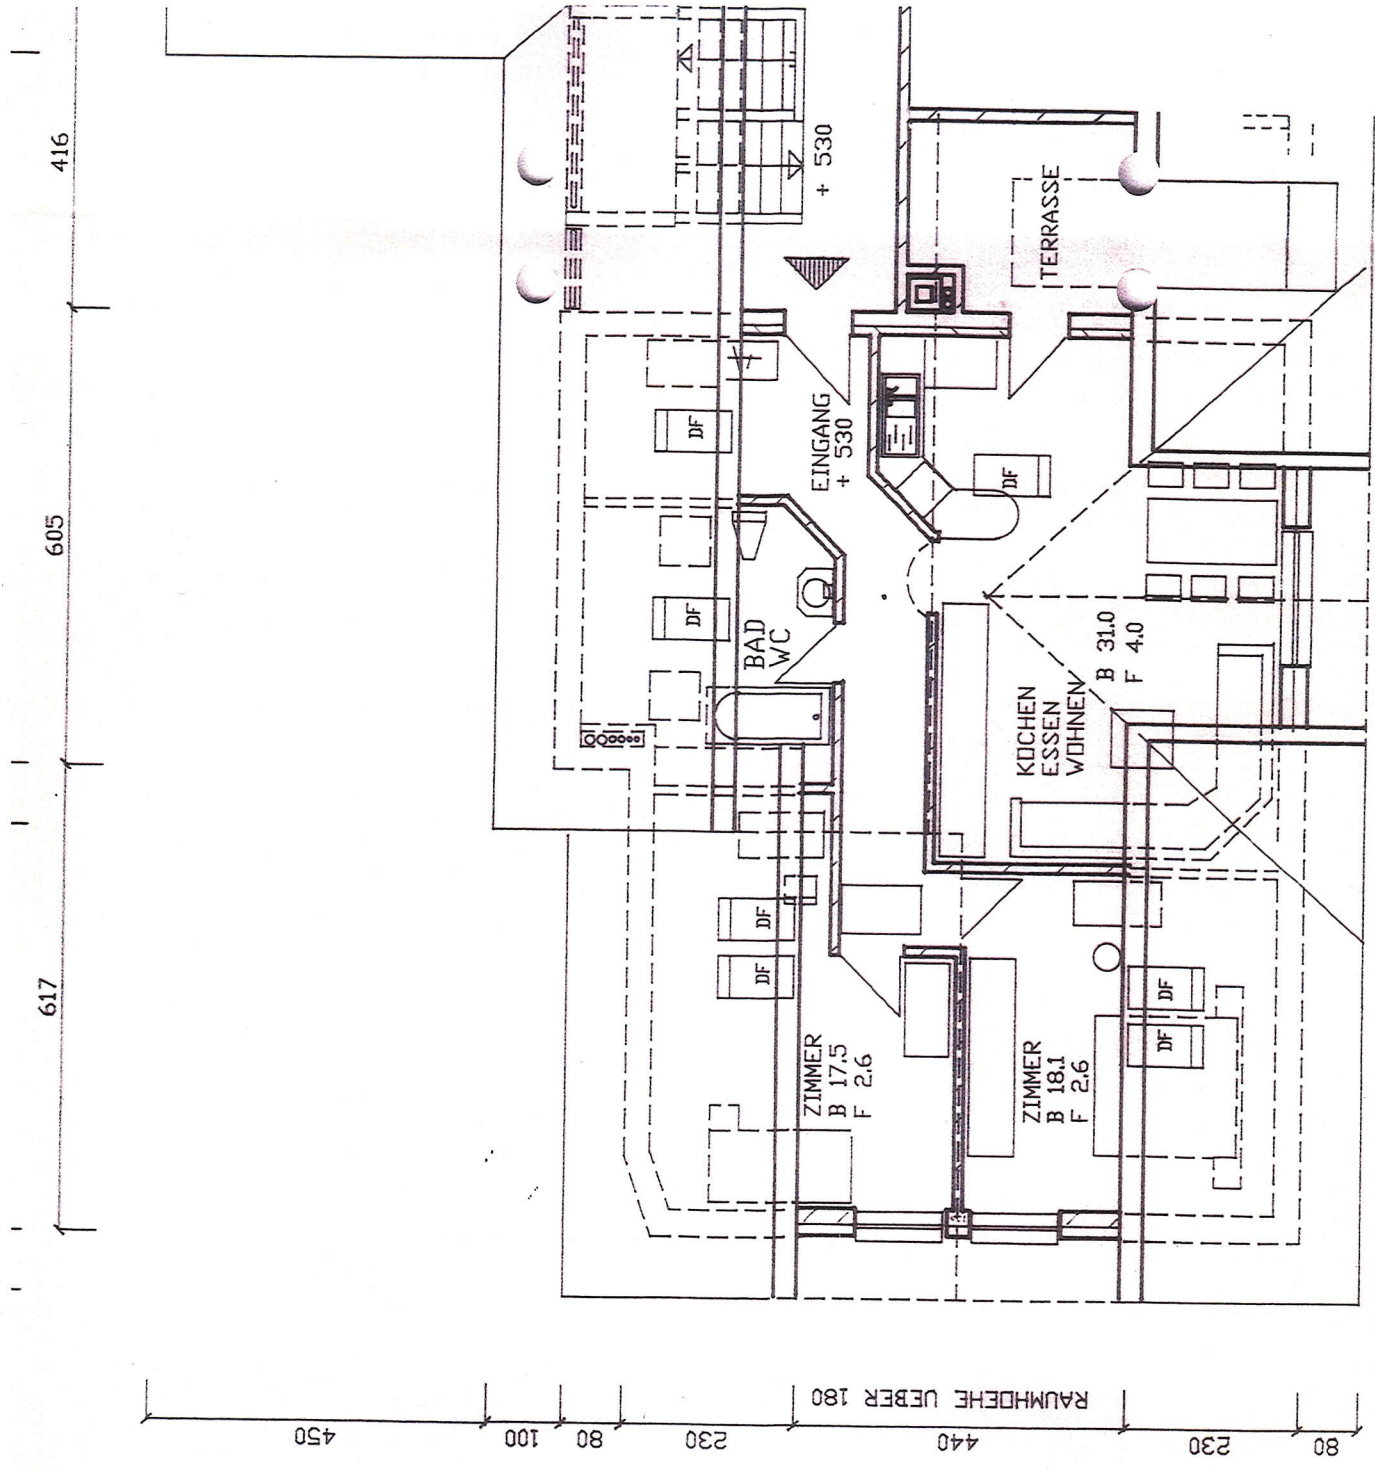 416
605
617
+ 530
TERRASSE
EINGANG
+ 530
DF
DF
DF
BAD
WC
KOCHEN
ESSEN
WOHNEN
B 31.0
F 4.0
DF
DF
ZIMMER
B 17.5
F 2.6
ZIMMER
B 18.1
F 2.6
DF
DF
RAUMHOEHE UEBER 180
450
100
80
230
440
230
80